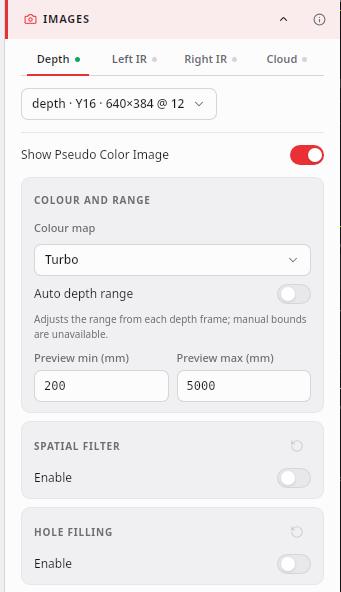 IMAGES
Depth Left IR Right IR Cloud
depth · Y16 · 640×384 @ 12
Show Pseudo Color Image
COLOUR AND RANGE
Colour map
Turbo
Auto depth range
Adjusts the range from each depth frame; manual bounds
are unavailable.
Preview min (mm) Preview max (mm)
200 5000
SPATIAL FILTER
Enable
HOLE FILLING
Enable